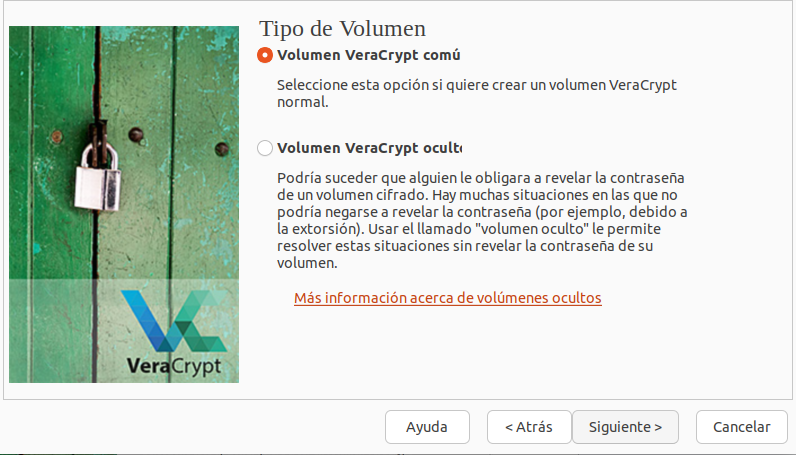 Tipo de Volumen
Volumen VeraCrypt comú
Seleccione esta opción si quiere crear un volumen VeraCrypt
normal.
Volumen VeraCrypt oculto
Podría suceder que alguien le obligara a revelar la contraseña
de un volumen cifrado. Hay muchas situaciones en las que no
podría negarse a revelar la contraseña (por ejemplo, debido a
la extorsión). Usar el llamado "volumen oculto" le permite
resolver estas situaciones sin revelar la contraseña de su
volumen.
Más información acerca de volúmenes ocultos
VeraCrypt
Ayuda
< Atrás
Siguiente >
Cancelar